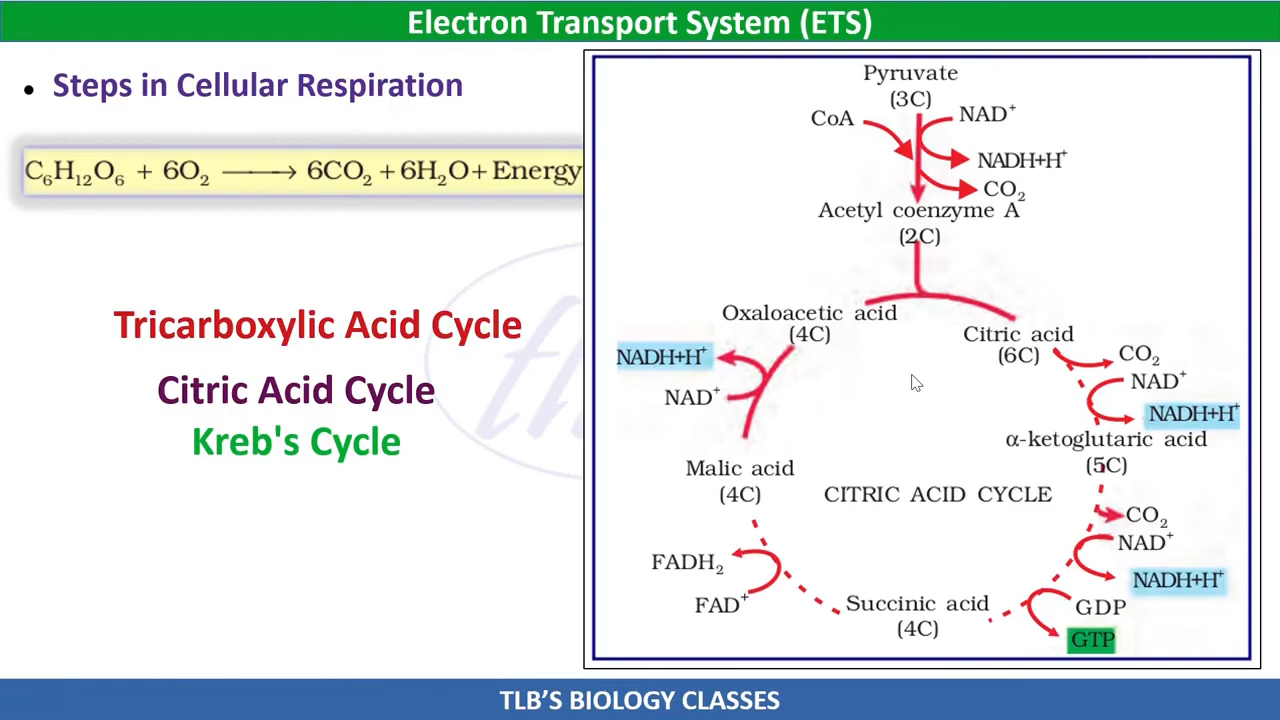 Electron Transport System (ETS)
• Steps in Cellular Respiration
C₆H₁₂O₆ + 6O₂ ⟶ 6CO₂ + 6H₂O + Energy
Tricarboxylic Acid Cycle
Citric Acid Cycle
Kreb's Cycle
Pyruvate
(3C)
CoA
NAD⁺
NADH+H⁺
CO₂
Acetyl coenzyme A
(2C)
Oxaloacetic acid
(4C)
Citric acid
(6C)
CO₂
NAD⁺
NADH+H⁺
α-ketoglutaric acid
(5C)
CO₂
NAD⁺
NADH+H⁺
GDP
GTP
Succinic acid
(4C)
FAD⁺
FADH₂
Malic acid
(4C)
NAD⁺
NADH+H⁺
CITRIC ACID CYCLE
TLB'S BIOLOGY CLASSES